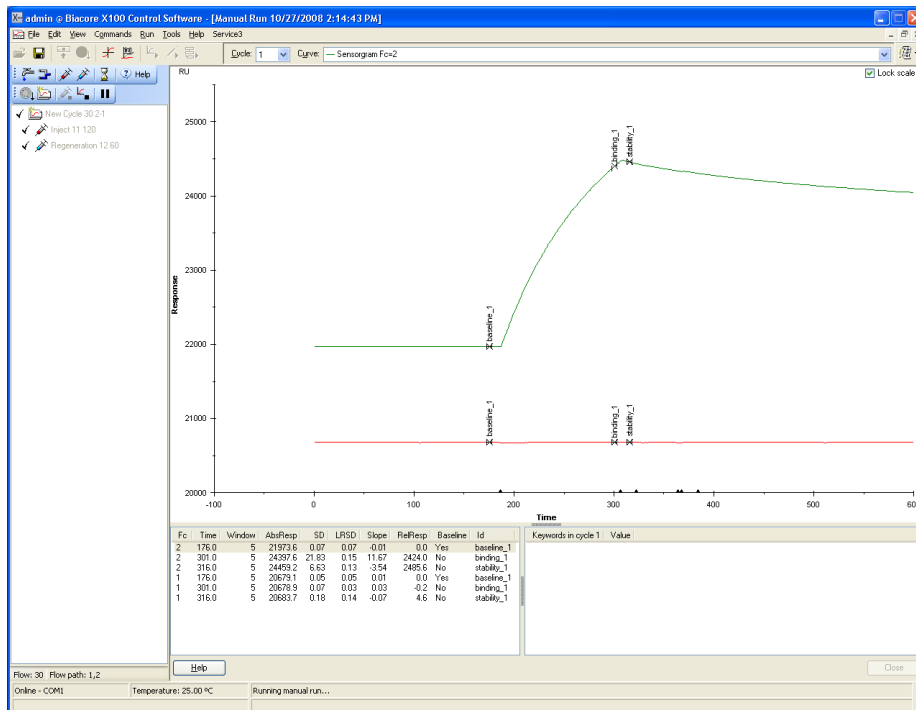 admin @ Biacore X100 Control Software - [Manual Run 10/27/2008 2:14:43 PM]
File Edit View Commands Run Tools Help Service3
Cycle: 1 Curve: — Sensorgram Fc=2
Help
New Cycle 30 2-1
Inject 11 120
Regeneration 12 60
RU
Lock scale
25000
24000
23000
22000
21000
20000
Response
baseline_1
binding_1
stability_1
baseline_1
binding_1
stability_1
-100 0 100 200 300 400 500 600
Time
Fc Time Window AbsResp SD LRSD Slope RelResp Baseline Id
2 176.0 5 21973.6 0.07 0.07 -0.01 0.0 Yes baseline_1
2 301.0 5 24397.6 21.83 0.15 11.67 2424.0 No binding_1
2 316.0 5 24459.2 6.63 0.13 -3.54 2485.6 No stability_1
1 176.0 5 20679.1 0.05 0.05 0.01 0.0 Yes baseline_1
1 301.0 5 20678.9 0.07 0.03 0.03 -0.2 No binding_1
1 316.0 5 20683.7 0.18 0.14 -0.07 4.6 No stability_1
Keywords in cycle 1 Value
Help
Close
Flow: 30 Flow path: 1,2
Online - COM1 Temperature: 25.00 ºC Running manual run...